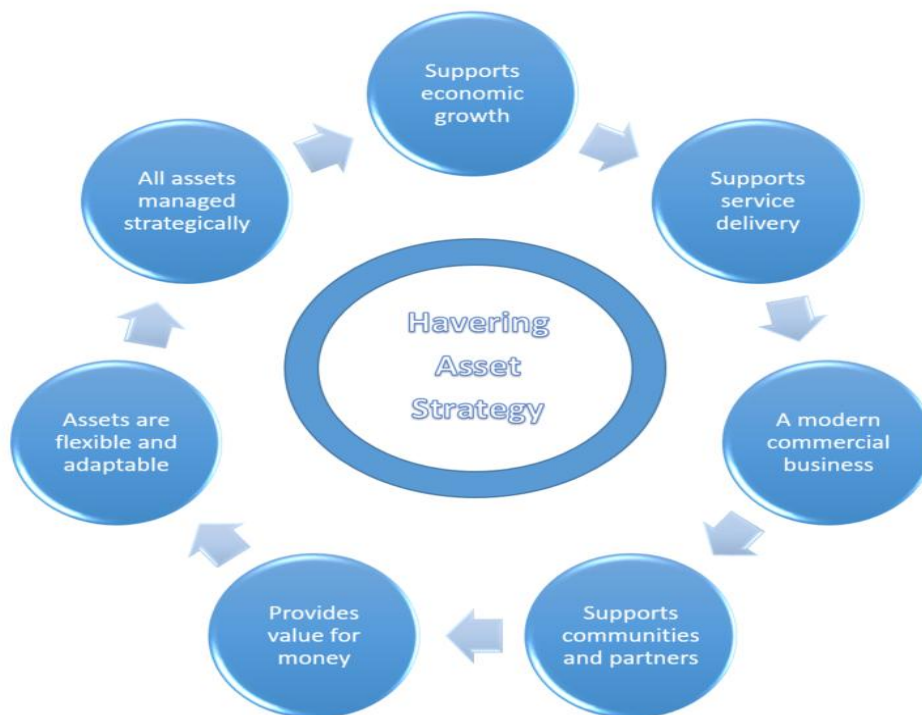 Supports
economic
growth
Supports
service
delivery
A modern
commercial
business
Supports
communities
and partners
Provides
value for
money
Assets are
flexible and
adaptable
All assets
managed
strategically
Havering
Asset
Strategy